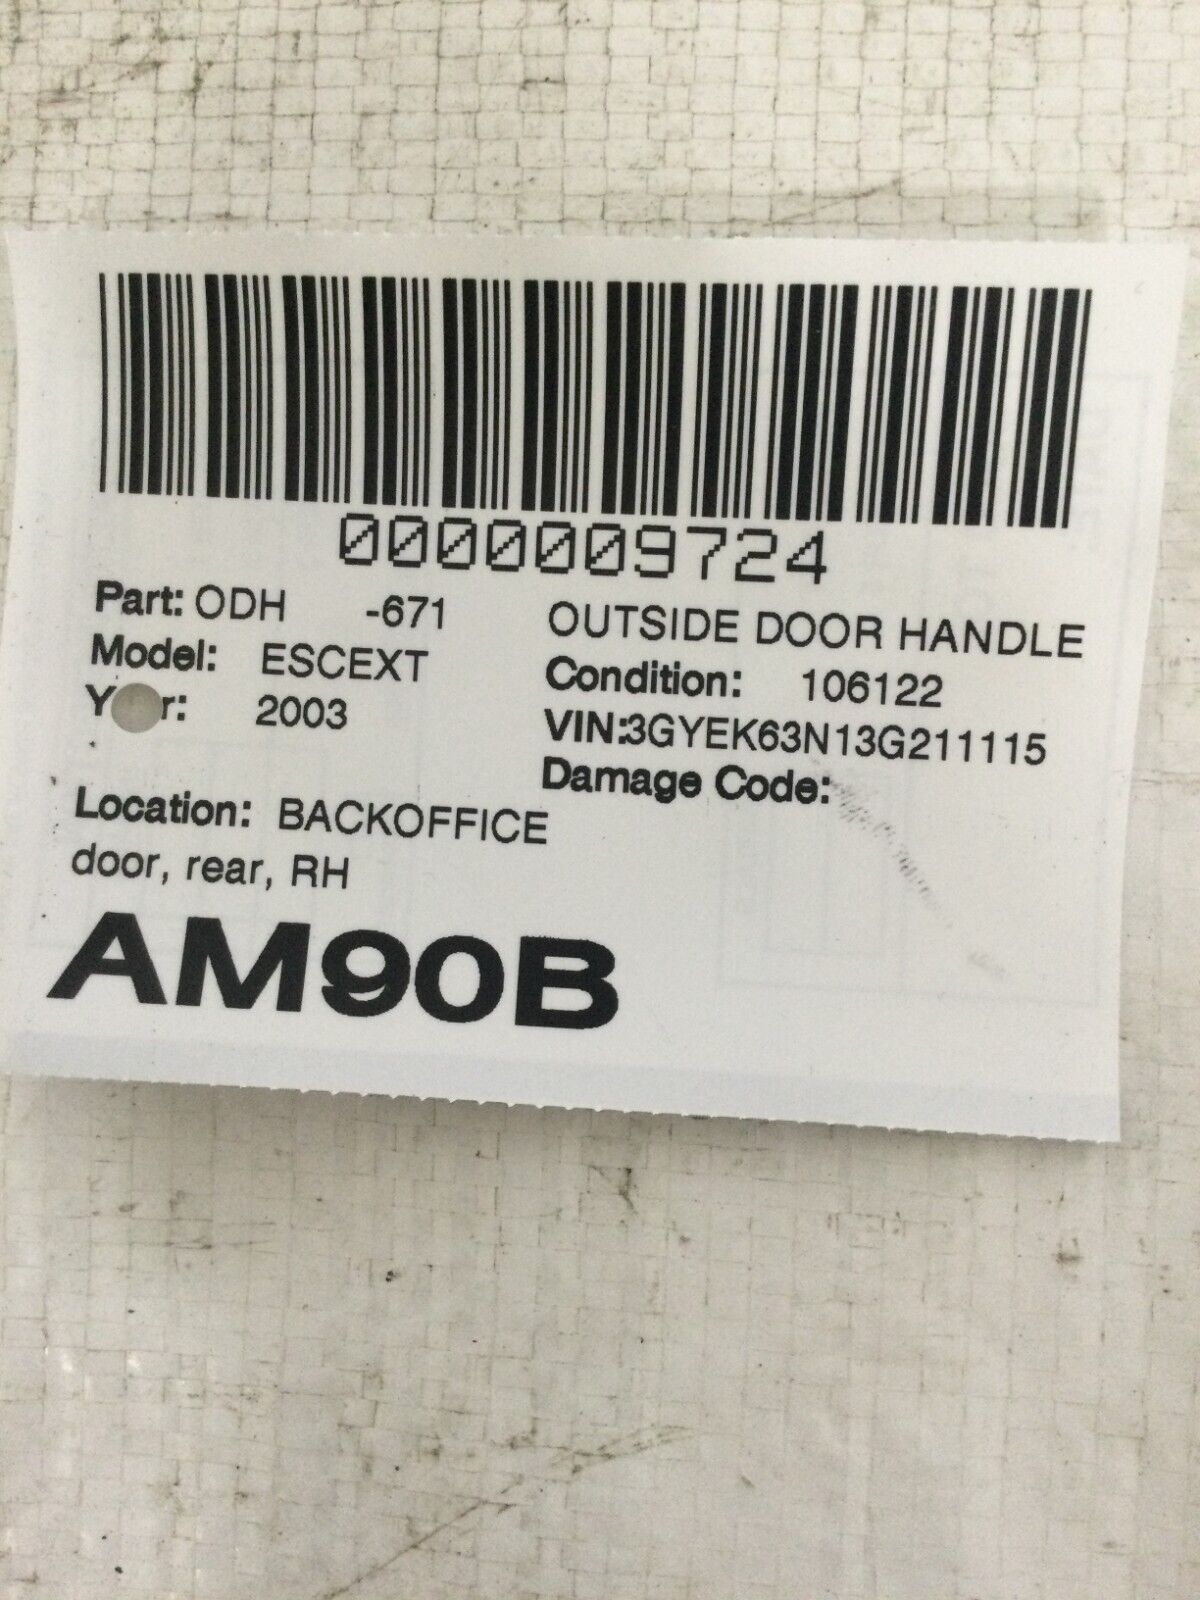 0000009724
Part: ODH -671 OUTSIDE DOOR HANDLE
Model: ESCEXT Condition: 106122
Y r: 2003 VIN:3GYEK63N13G211115
Damage Code:
Location: BACKOFFICE
door, rear, RH
AM90B